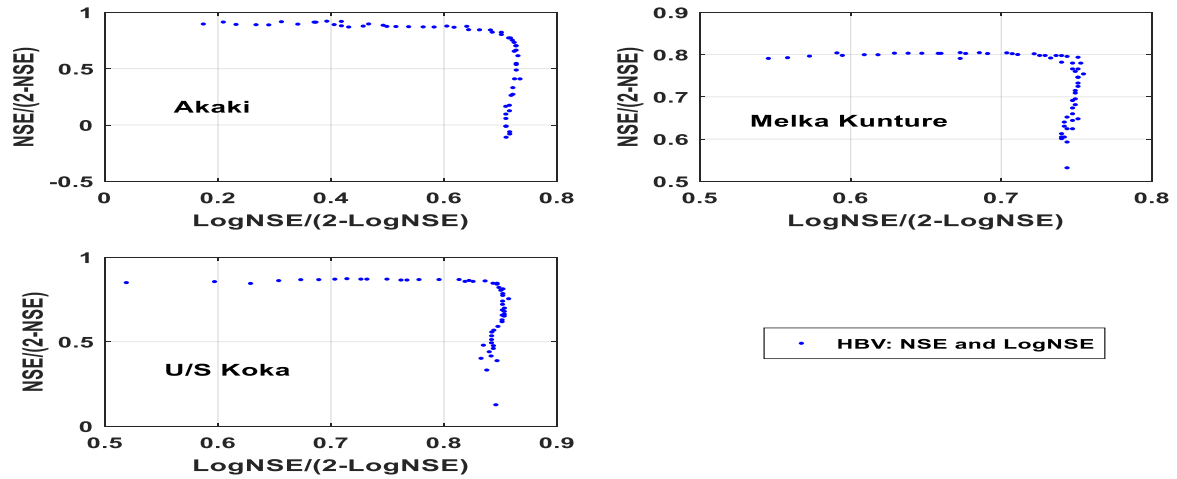 NSE/(2-NSE)
1
0.5
0
-0.5
Akaki
0 0.2 0.4 0.6 0.8
LogNSE/(2-LogNSE)
NSE/(2-NSE)
0.9
0.8
0.7
0.6
0.5
Melka Kunture
0.5 0.6 0.7 0.8
LogNSE/(2-LogNSE)
NSE/(2-NSE)
1
0.5
0
U/S Koka
0.5 0.6 0.7 0.8 0.9
LogNSE/(2-LogNSE)
HBV: NSE and LogNSE